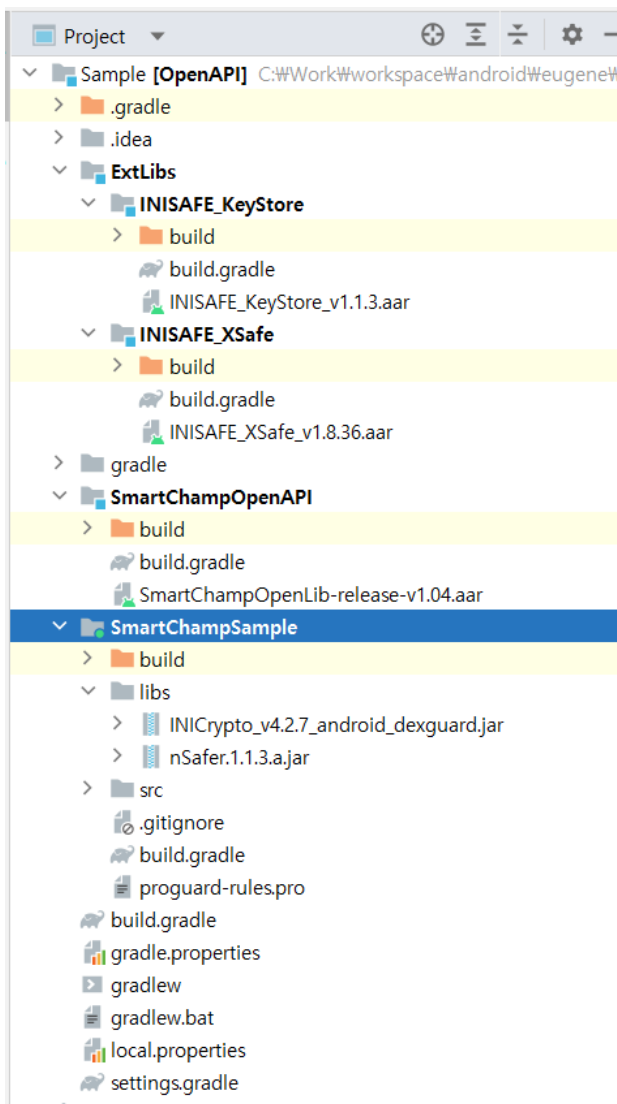 Project
Sample [OpenAPI] C:₩Work₩workspace₩android₩eugene₩
.gradle
.idea
ExtLibs
INISAFE_KeyStore
build
build.gradle
INISAFE_KeyStore_v1.1.3.aar
INISAFE_XSafe
build
build.gradle
INISAFE_XSafe_v1.8.36.aar
gradle
SmartChampOpenAPI
build
build.gradle
SmartChampOpenLib-release-v1.04.aar
SmartChampSample
build
libs
INICrypto_v4.2.7_android_dexguard.jar
nSafer.1.1.3.a.jar
src
.gitignore
build.gradle
proguard-rules.pro
build.gradle
gradle.properties
gradlew
gradlew.bat
local.properties
settings.gradle